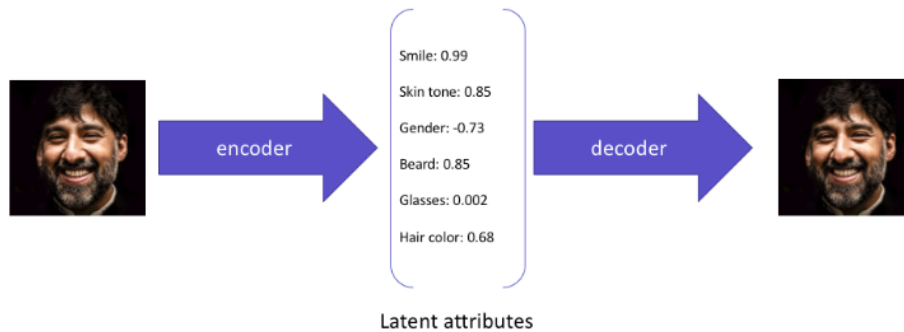 Smile: 0.99
Skin tone: 0.85
Gender: -0.73
Beard: 0.85
Glasses: 0.002
Hair color: 0.68
encoder
decoder
Latent attributes